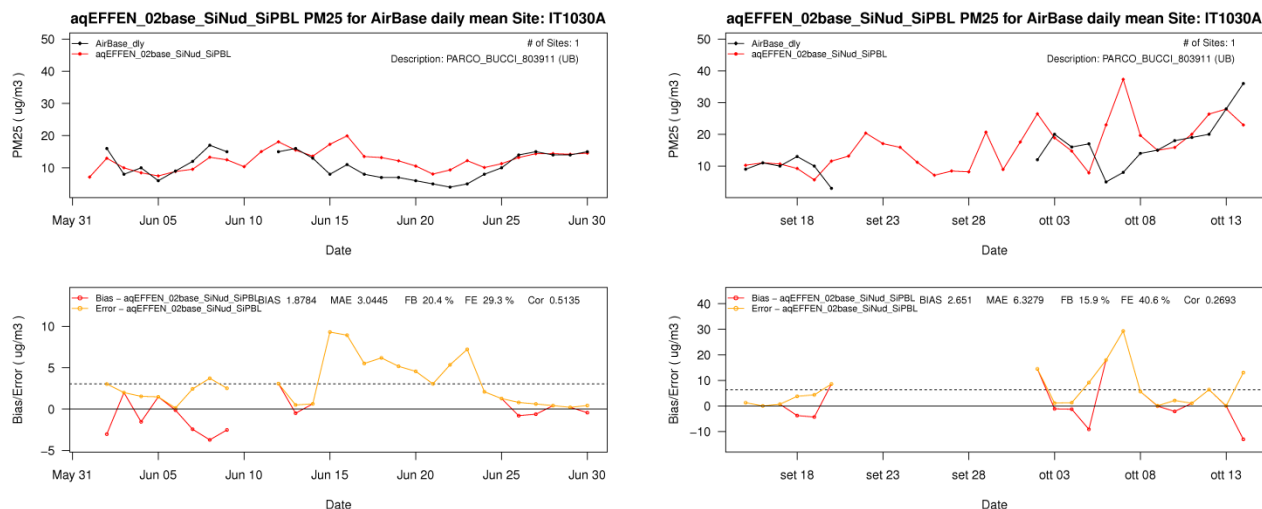 aqEFFEN_02base_SiNud_SiPBL PM25 for AirBase daily mean Site: IT1030A
50
40
30
20
10
0
PM25 ( ug/m3 )
AirBase_dly
aqEFFEN_02base_SiNud_SiPBL
# of Sites: 1
Description: PARCO_BUCCI_803911 (UB)
May 31
Jun 05
Jun 10
Jun 15
Jun 20
Jun 25
Jun 30
Date
aqEFFEN_02base_SiNud_SiPBL PM25 for AirBase daily mean Site: IT1030A
50
40
30
20
10
0
PM25 ( ug/m3 )
AirBase_dly
aqEFFEN_02base_SiNud_SiPBL
# of Sites: 1
Description: PARCO_BUCCI_803911 (UB)
set 18
set 23
set 28
ott 03
ott 08
ott 13
Date
Bias − aqEFFEN_02base_SiNud_SiPBL BIAS 1.8784 MAE 3.0445 FB 20.4 % FE 29.3 % Cor 0.5135
Error − aqEFFEN_02base_SiNud_SiPBL
10
5
0
−5
Bias/Error ( ug/m3 )
May 31
Jun 05
Jun 10
Jun 15
Jun 20
Jun 25
Jun 30
Date
Bias − aqEFFEN_02base_SiNud_SiPBL BIAS 2.651 MAE 6.3279 FB 15.9 % FE 40.6 % Cor 0.2693
Error − aqEFFEN_02base_SiNud_SiPBL
40
30
20
10
0
−10
Bias/Error ( ug/m3 )
set 18
set 23
set 28
ott 03
ott 08
ott 13
Date